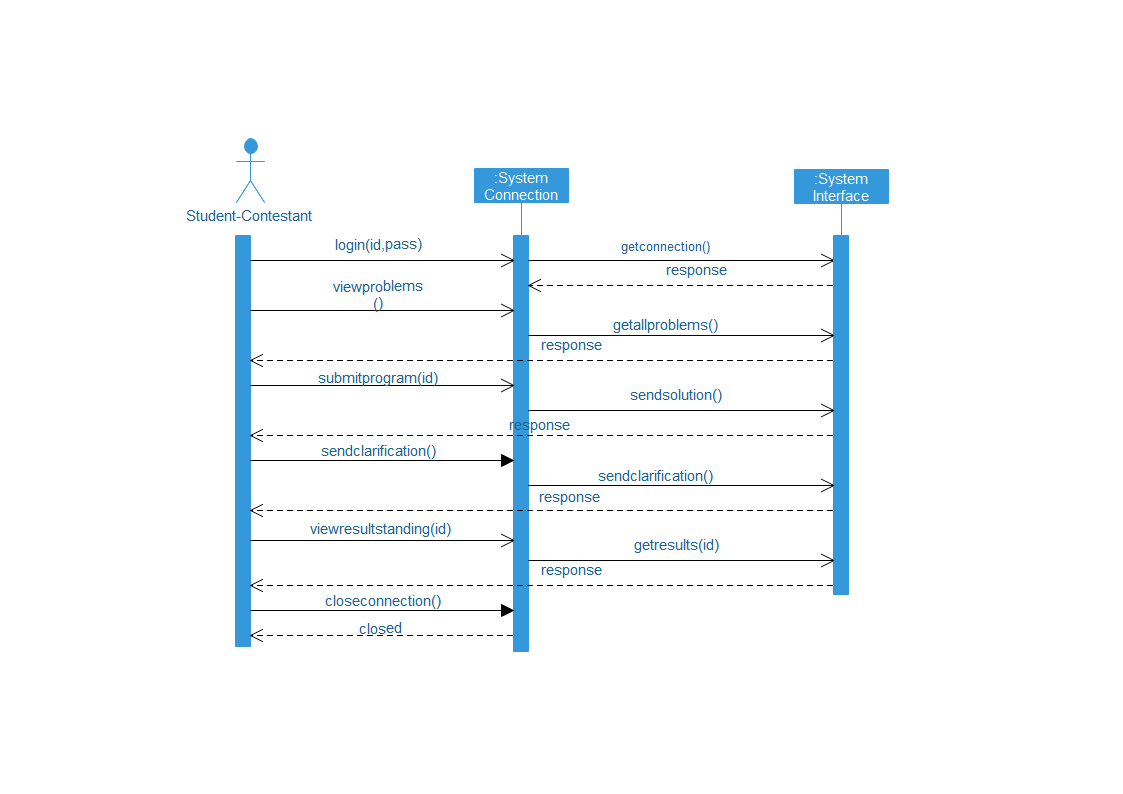 :System
Connection
:System
Interface
Student-Contestant
login(id,pass)
getconnection()
response
viewproblems
()
getallproblems()
response
submitprogram(id)
sendsolution()
response
sendclarification()
sendclarification()
response
viewresultstanding(id)
getresults(id)
response
closeconnection()
closed